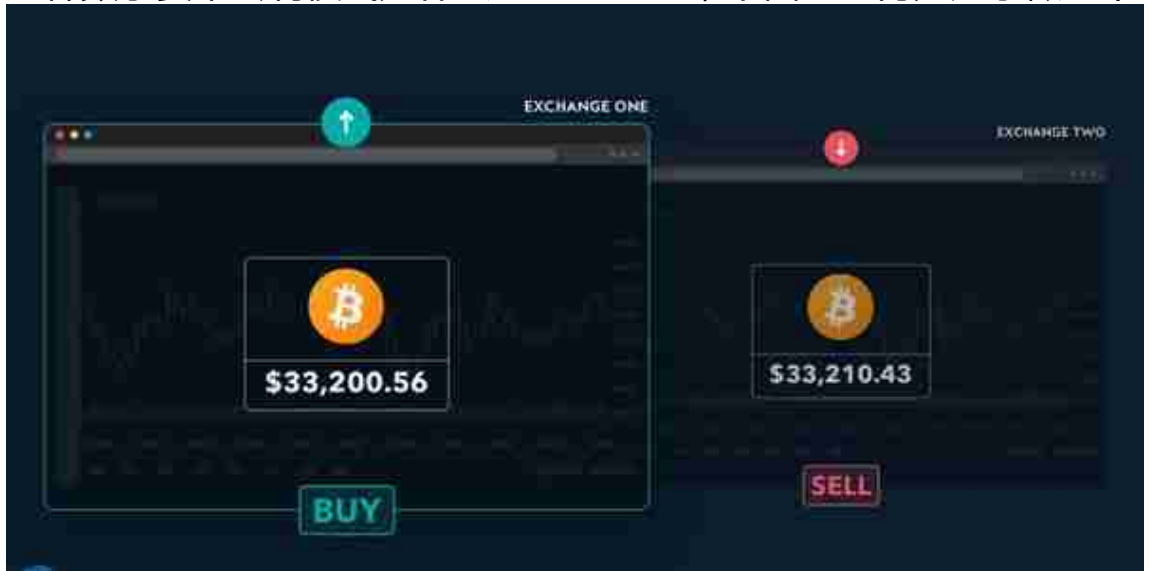 EXCHANGE ONE
EXCHANGE TWO
$33,200.56
$33,210.43
BUY
SELL